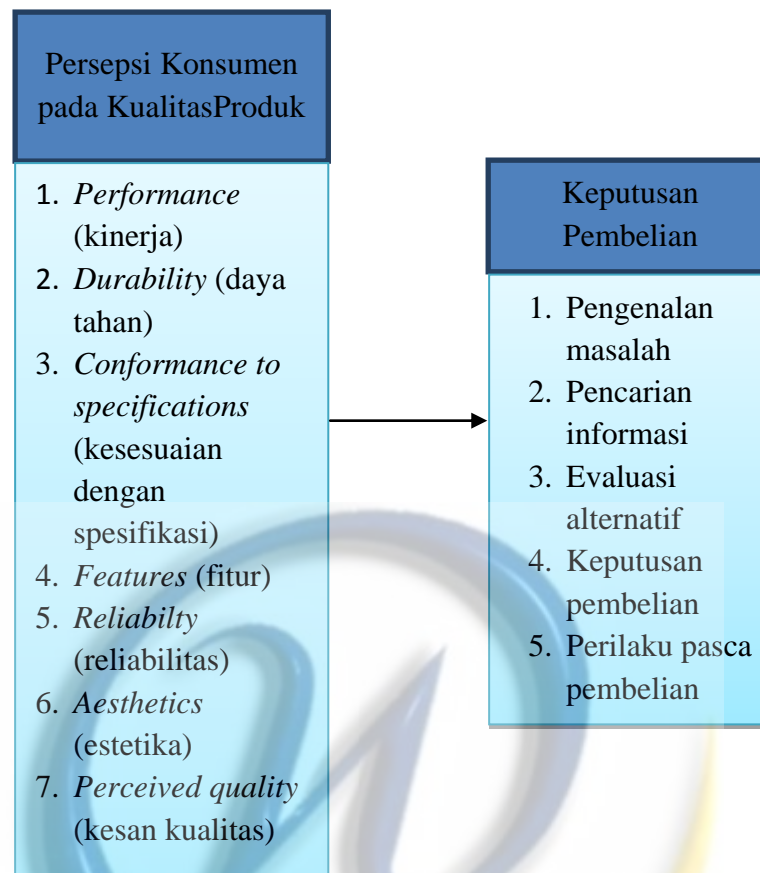 Persepsi Konsumen
pada KualitasProduk
1. Performance
(kinerja)
2. Durability (daya
tahan)
3. Conformance to
specifications
(kesesuaian
dengan
spesifikasi)
4. Features (fitur)
5. Reliabilty
(reliabilitas)
6. Aesthetics
(estetika)
7. Perceived quality
(kesan kualitas)
Keputusan
Pembelian
1. Pengenalan
masalah
2. Pencarian
informasi
3. Evaluasi
alternatif
4. Keputusan
pembelian
5. Perilaku pasca
pembelian